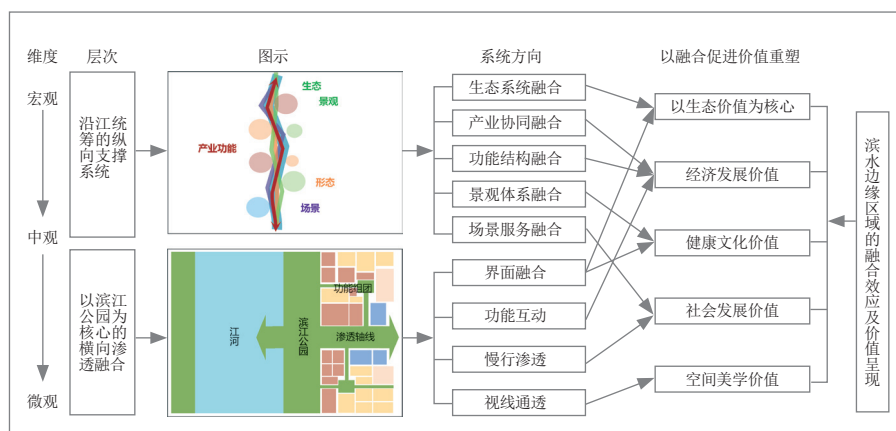 维度
层次
图示
系统方向
以融合促进价值重塑
宏观
中观
微观
沿江统
筹的纵
向支撑
系统
以滨江
公园为
核心的
横向渗
透融合
生态
景观
产业功能
形态
场景
功能组团
江河
滨江公园
渗透轴线
生态系统融合
产业协同融合
功能结构融合
景观体系融合
场景服务融合
界面融合
功能互动
慢行渗透
视线通透
以生态价值为核心
经济发展价值
健康文化价值
社会发展价值
空间美学价值
滨水边缘区域的融合效应及价值呈现